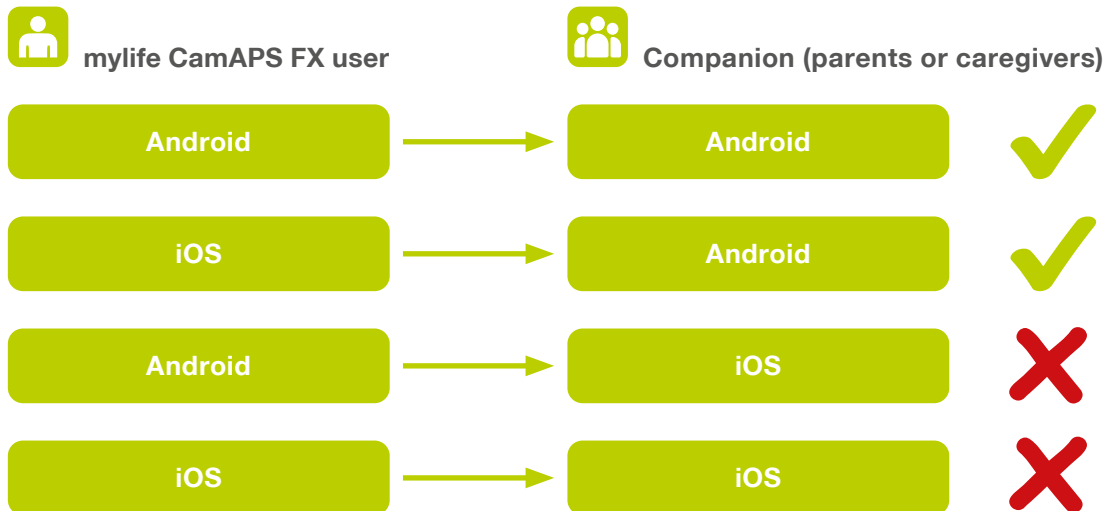 mylife CamAPS FX user
Companion (parents or caregivers)
Android
Android
iOS
Android
Android
iOS
iOS
iOS